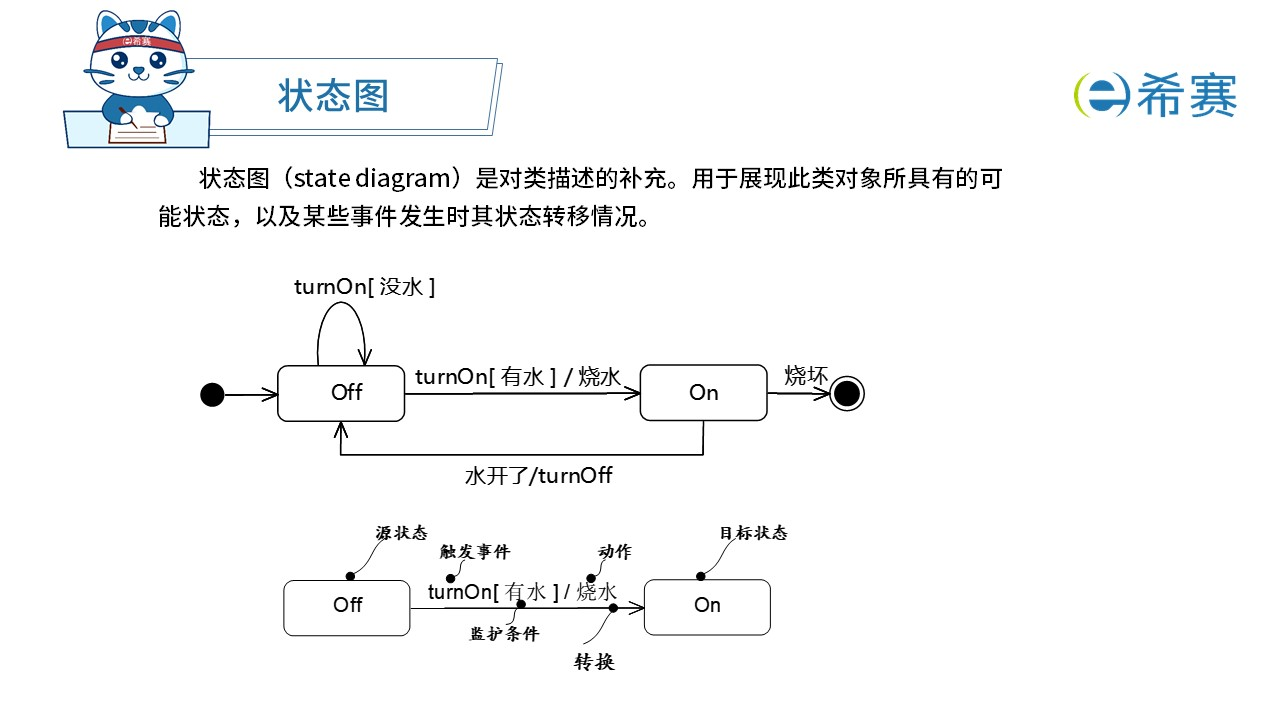 希赛
状态图
希赛
状态图（state diagram）是对类描述的补充。用于展现此类对象所具有的可
能状态，以及某些事件发生时其状态转移情况。
turnOn[ 没水 ]
Off
turnOn[ 有水 ] / 烧水
On
烧坏
水开了/turnOff
源状态
触发事件
动作
目标状态
Off
turnOn[ 有水 ] / 烧水
On
监护条件
转换